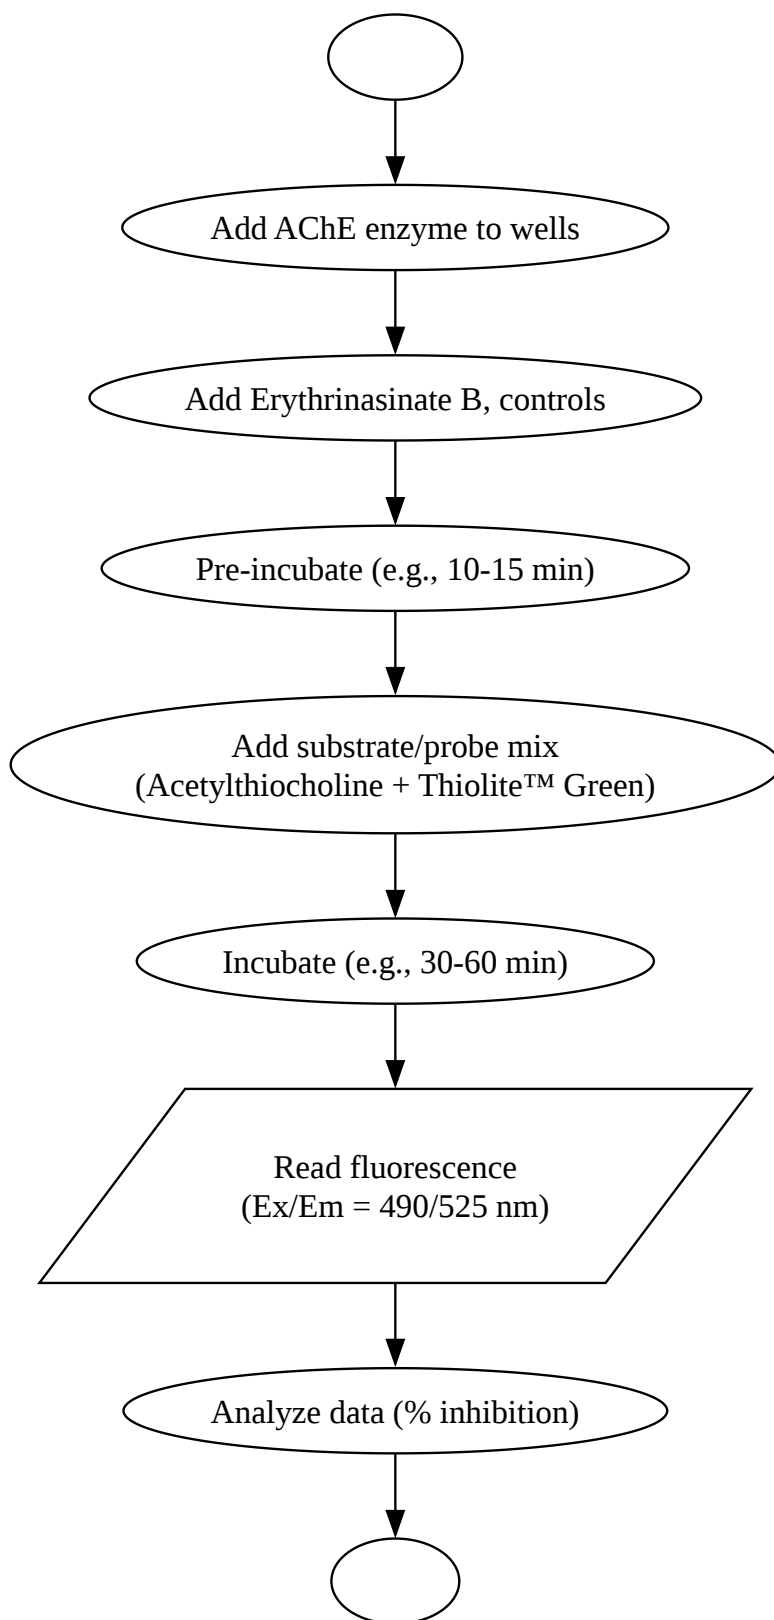 Add AChE enzyme to wells
Add Erythrinasinate B, controls
Pre-incubate (e.g., 10-15 min)
Add substrate/probe mix
(Acetylthiocholine + Thiolite™ Green)
Incubate (e.g., 30-60 min)
Read fluorescence
(Ex/Em = 490/525 nm)
Analyze data (% inhibition)